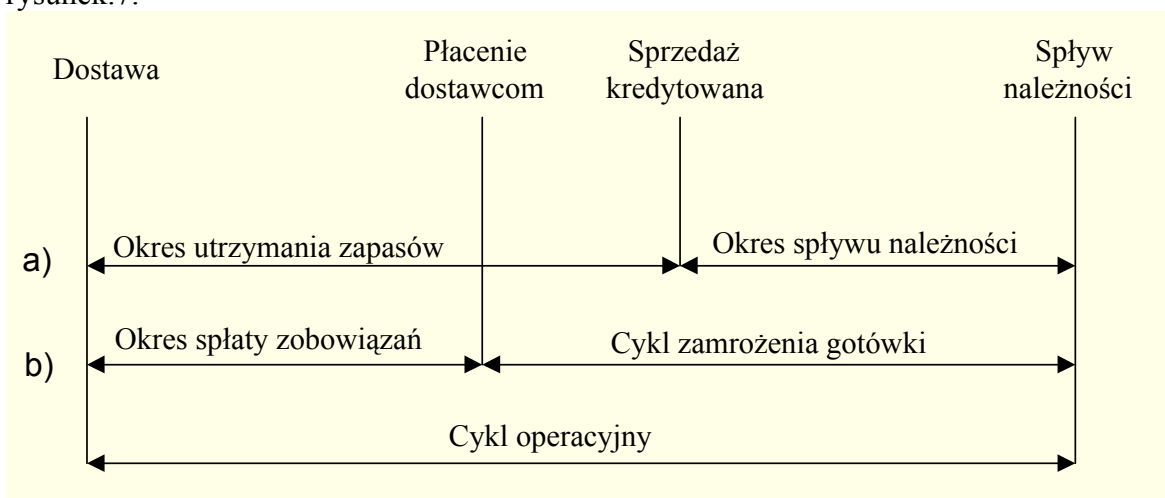 rysunek.7.
Dostawa
Płacenie
dostawcom
Sprzedaż
kredytowana
Spływ
należności
a)
Okres utrzymania zapasów
Okres spływu należności
b)
Okres spłaty zobowiązań
Cykl zamrożenia gotówki
Cykl operacyjny